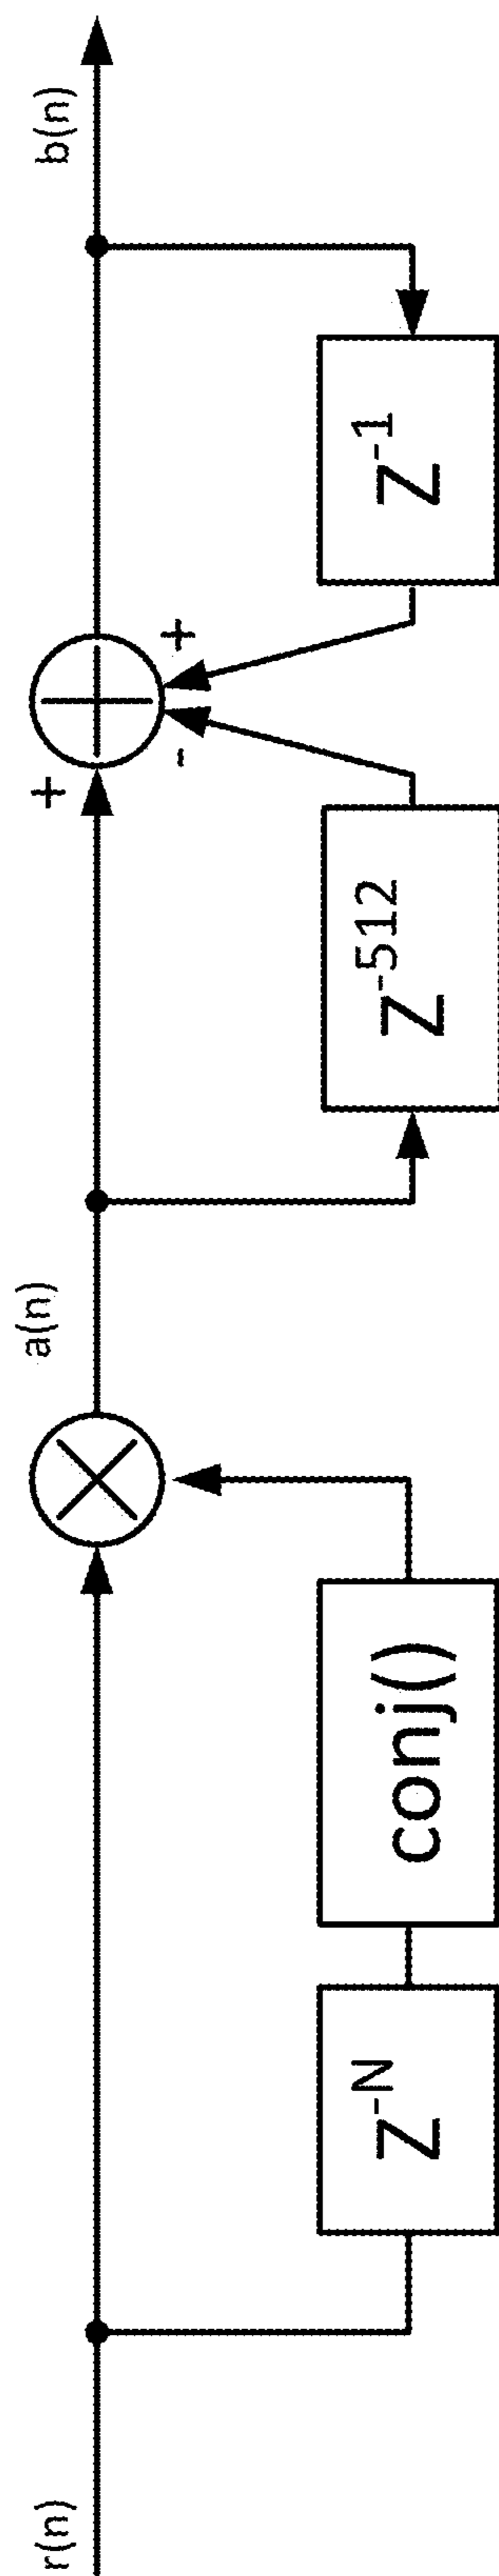 r(n)
Z^-N
conj()
a(n)
Z^-512
+
-
+
Z^-1
b(n)